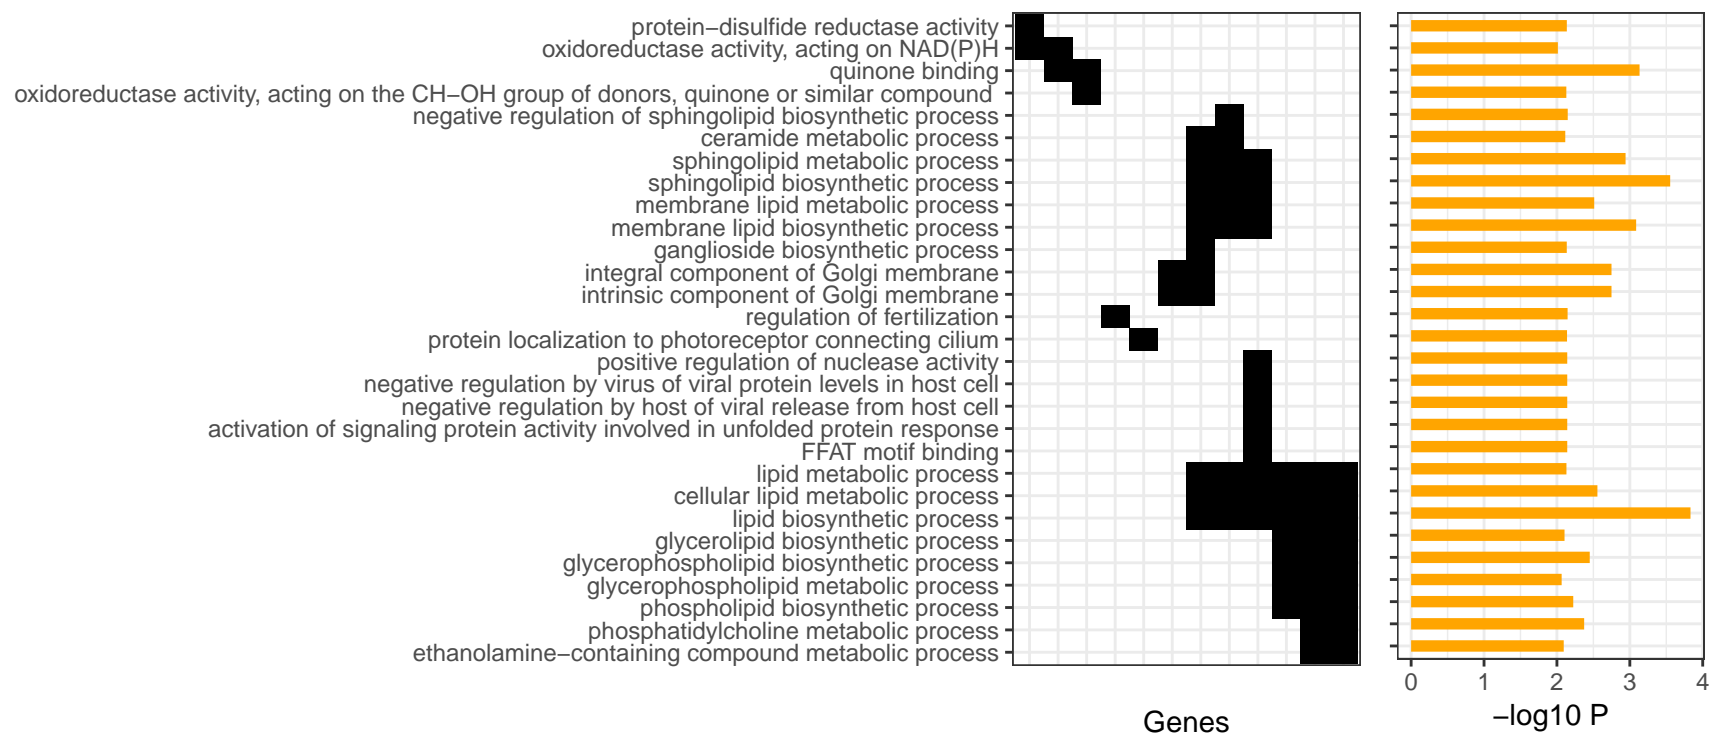 protein−disulfide reductase activity
oxidoreductase activity, acting on NAD(P)H
quinone binding
oxidoreductase activity, acting on the CH−OH group of donors, quinone or similar compound
negative regulation of sphingolipid biosynthetic process
ceramide metabolic process
sphingolipid metabolic process
sphingolipid biosynthetic process
membrane lipid metabolic process
membrane lipid biosynthetic process
ganglioside biosynthetic process
integral component of Golgi membrane
intrinsic component of Golgi membrane
regulation of fertilization
protein localization to photoreceptor connecting cilium
positive regulation of nuclease activity
negative regulation by virus of viral protein levels in host cell
negative regulation by host of viral release from host cell
activation of signaling protein activity involved in unfolded protein response
FFAT motif binding
lipid metabolic process
cellular lipid metabolic process
lipid biosynthetic process
glycerolipid biosynthetic process
glycerophospholipid biosynthetic process
glycerophospholipid metabolic process
phospholipid biosynthetic process
phosphatidylcholine metabolic process
ethanolamine−containing compound metabolic process
0 1 2 3 4
Genes
−log10 P